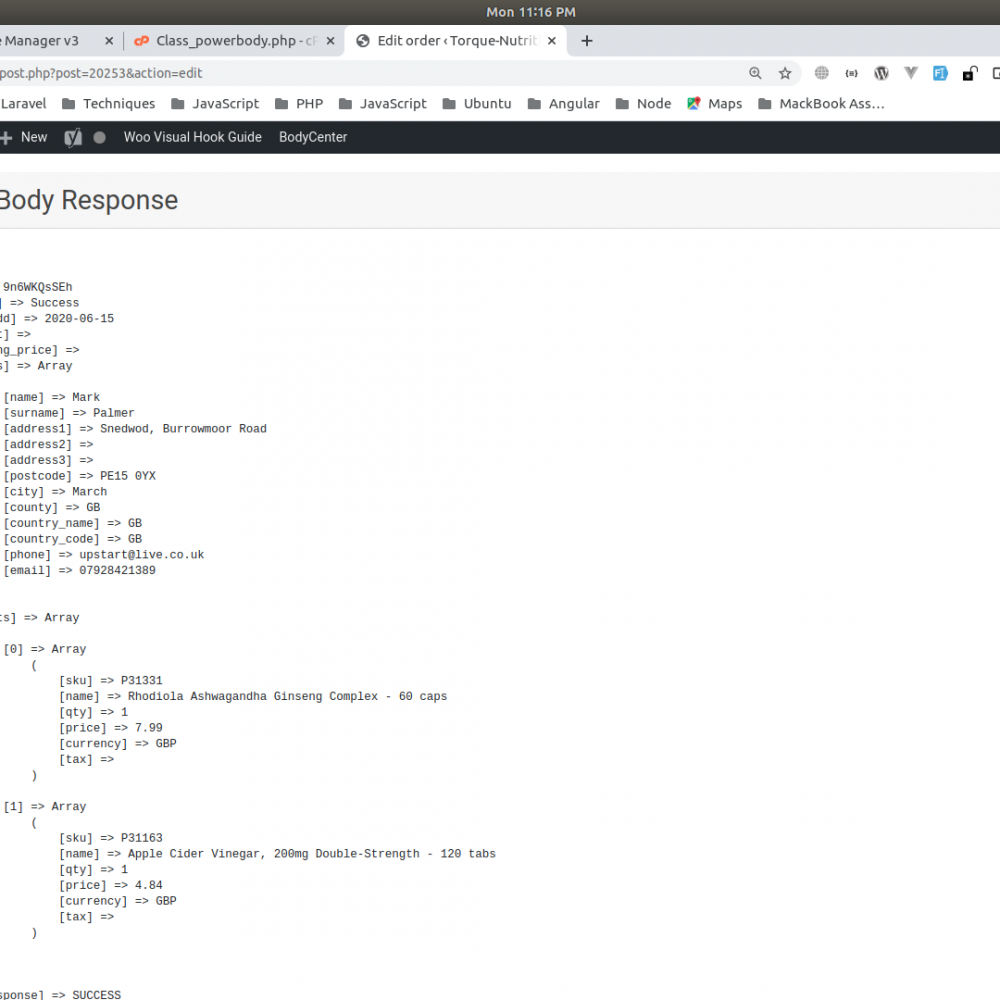 Mon 11:16 PM
e Manager v3
Class_powerbody.php - cP
Edit order ‹ Torque-Nutrit
post.php?post=20253&action=edit
Laravel Techniques JavaScript PHP JavaScript Ubuntu Angular Node Maps MackBook Ass...
New Woo Visual Hook Guide BodyCenter
Body Response
9n6WKQsSEh
] => Success
dd] => 2020-06-15
t] =>
ng_price] =>
s] => Array
[name] => Mark
[surname] => Palmer
[address1] => Snedwod, Burrowmoor Road
[address2] =>
[address3] =>
[postcode] => PE15 0YX
[city] => March
[county] => GB
[country_name] => GB
[country_code] => GB
[phone] => upstart@live.co.uk
[email] => 07928421389
ts] => Array
[0] => Array
(
[sku] => P31331
[name] => Rhodiola Ashwagandha Ginseng Complex - 60 caps
[qty] => 1
[price] => 7.99
[currency] => GBP
[tax] =>
)
[1] => Array
(
[sku] => P31163
[name] => Apple Cider Vinegar, 200mg Double-Strength - 120 tabs
[qty] => 1
[price] => 4.84
[currency] => GBP
[tax] =>
)
sponse] => SUCCESS